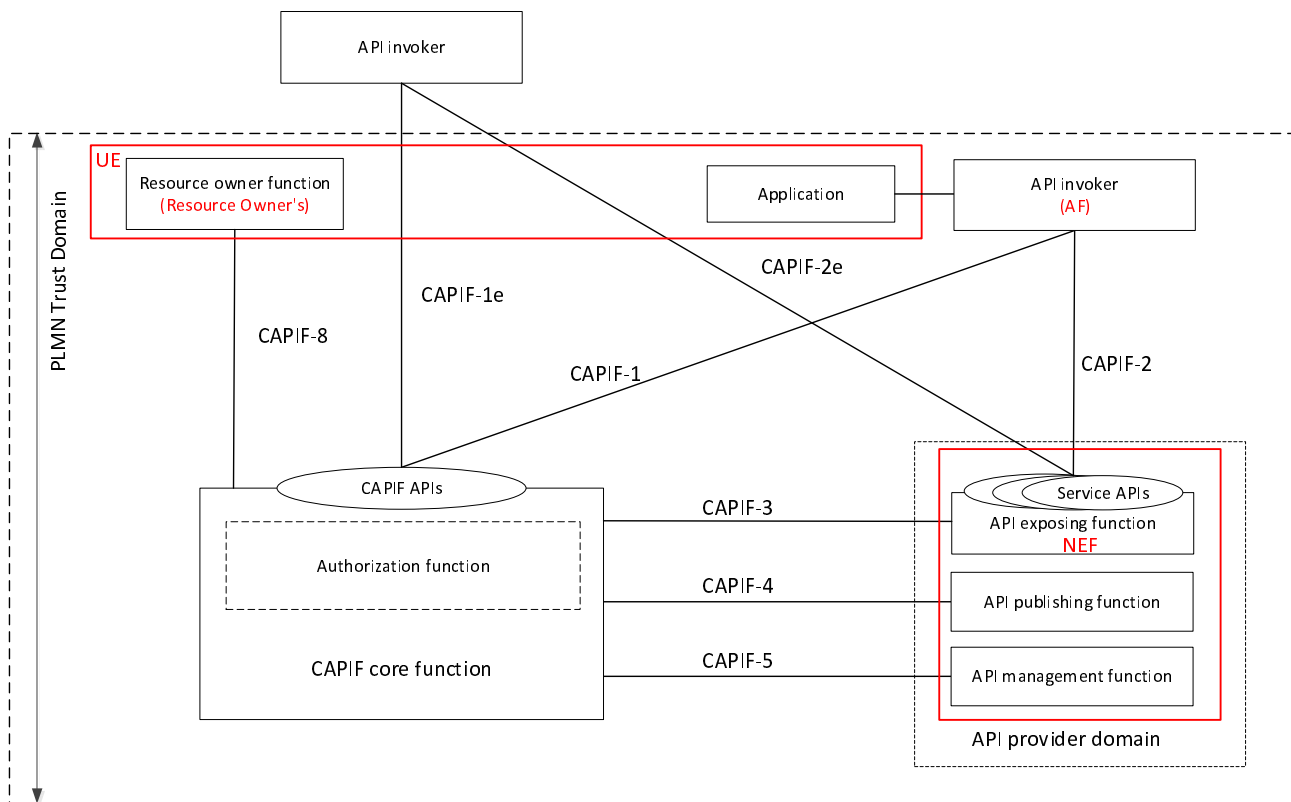 API invoker
UE
Resource owner function
(Resource Owner's)
Application
API invoker
(AF)
PLMN Trust Domain
CAPIF-2e
CAPIF-1e
CAPIF-8
CAPIF-1
CAPIF-2
CAPIF APIs
Service APIs
CAPIF-3
API exposing function
NEF
Authorization function
CAPIF-4
API publishing function
CAPIF core function
CAPIF-5
API management function
API provider domain